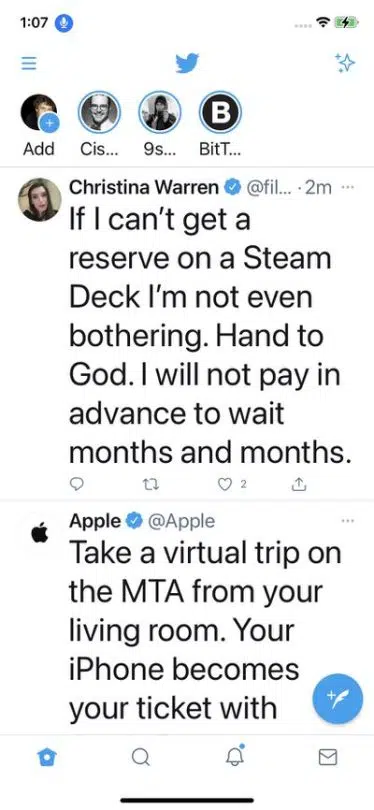 1:07
Add
Cis...
9s...
BitT...
B
Christina Warren @fil... · 2m
If I can't get a
reserve on a Steam
Deck I'm not even
bothering. Hand to
God. I will not pay in
advance to wait
months and months.
2
Apple @Apple
Take a virtual trip on
the MTA from your
living room. Your
iPhone becomes
your ticket with